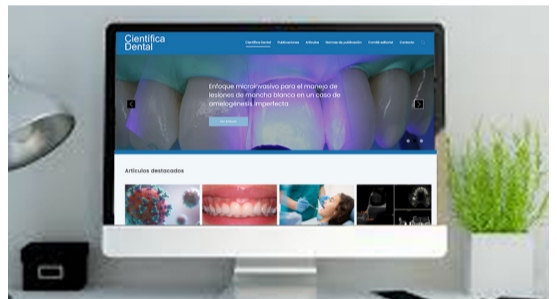 Científica
Dental
Científica Dental Publicaciones Artículos Normas de publicación Comité editorial Contacto
Enfoque microinvasivo para el manejo de
lesiones de mancha blanca en un caso de
amelogénesis imperfecta
Artículos destacados